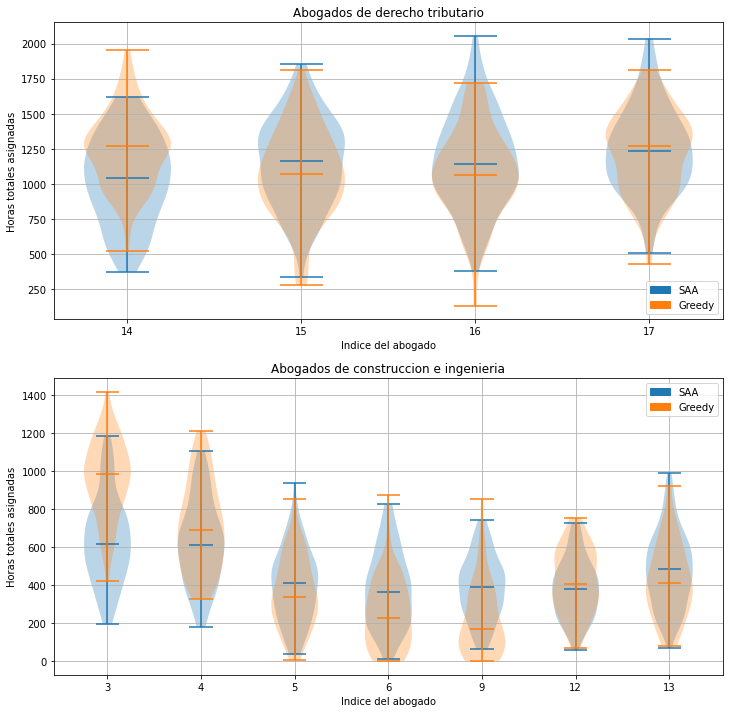 Abogados de derecho tributario
Horas totales asignadas
2000
1750
1500
1250
1000
750
500
250
14 15 16 17
Indice del abogado
SAA
Greedy
Abogados de construccion e ingenieria
Horas totales asignadas
1400
1200
1000
800
600
400
200
0
3 4 5 6 9 12 13
Indice del abogado
SAA
Greedy